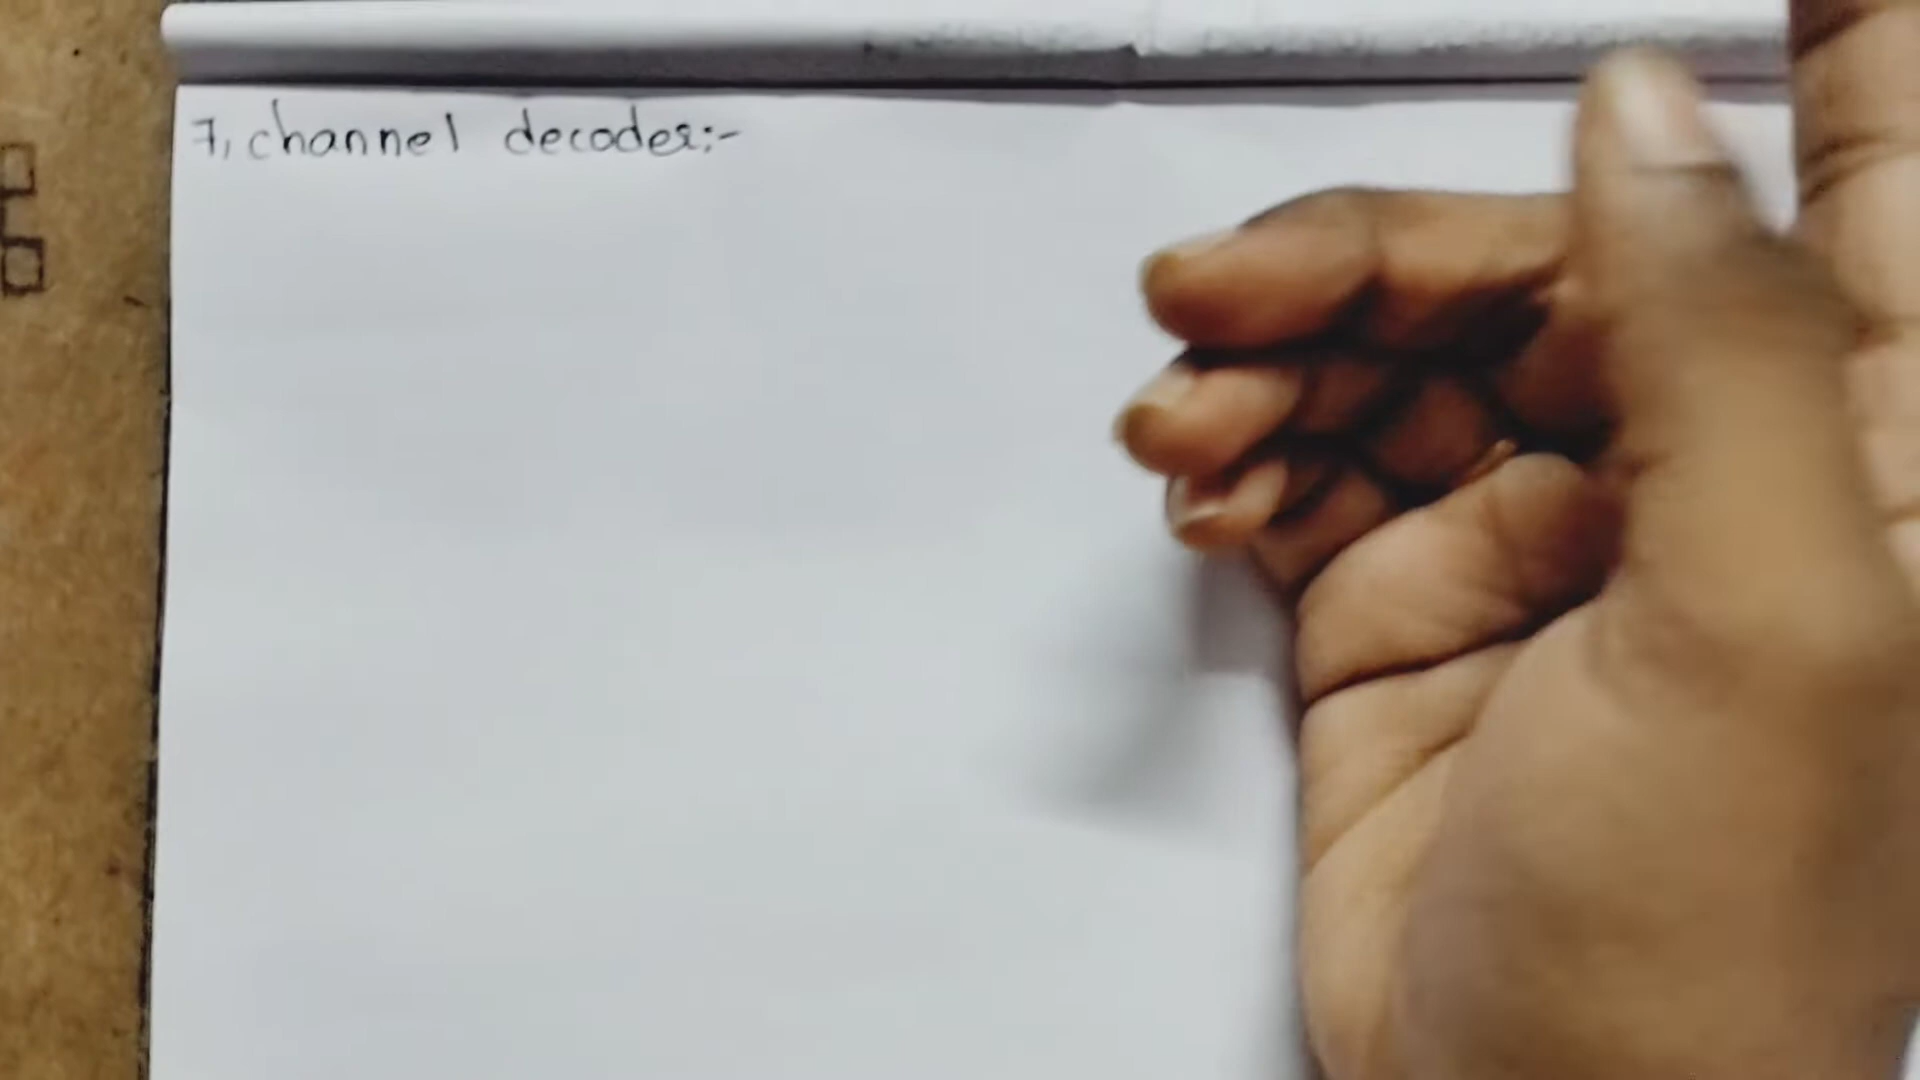 7, channel decoder:-